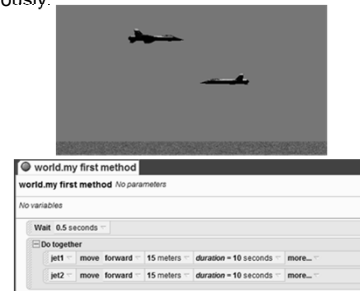 ously.
world.my first method
world.my first method No parameters
No variables
Wait 0.5 seconds
Do together
jet1 move forward 15 meters duration = 10 seconds more...
jet2 move forward 15 meters duration = 10 seconds more...